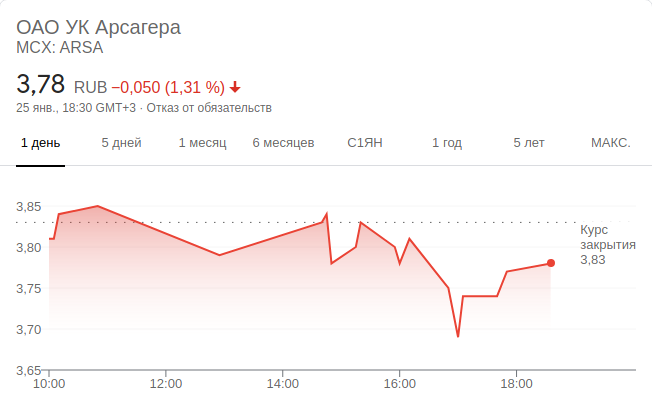 ОАО УК Арсагера
MCX: ARSA
3,78 RUB −0,050 (1,31 %)
25 янв., 18:30 GMT+3 · Отказ от обязательств
1 день 5 дней 1 месяц 6 месяцев С1ЯН 1 год 5 лет МАКС.
3,85
Курс
закрытия
3,83
3,80
3,75
3,70
3,65
10:00 12:00 14:00 16:00 18:00